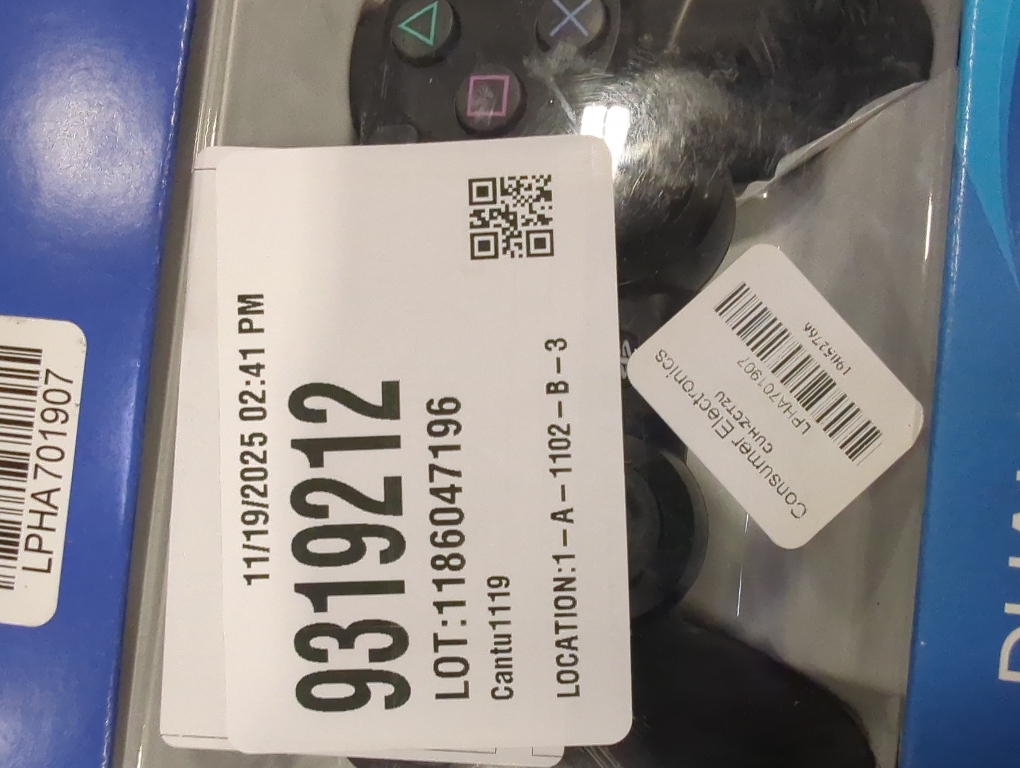 LPHA701907
11/19/2025 02:41 PM
9319212
LOT:1186047196
Cantu1119
LOCATION:1-A-1102-B-3
Consumer Electronics
CUH-ZCT2U
LPHA701907